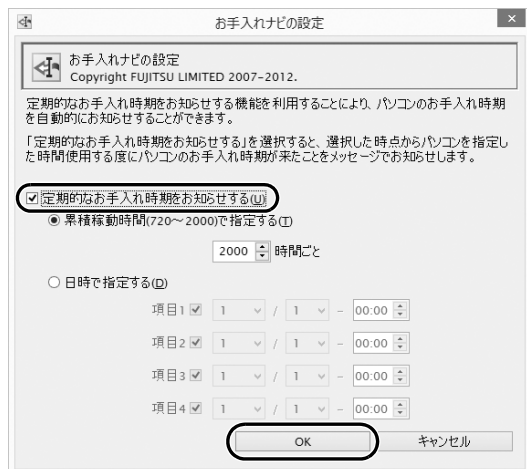 お手入れナビの設定
×
お手入れナビの設定
Copyright FUJITSU LIMITED 2007-2012.
定期的なお手入れ時期をお知らせする機能を利用することにより、パソコンのお手入れ時期
を自動的にお知らせすることができます。
「定期的なお手入れ時期をお知らせする」を選択すると、選択した時点からパソコンを指定し
た時間使用する度にパソコンのお手入れ時期が来たことをメッセージでお知らせします。
定期的なお手入れ時期をお知らせする(U)
累積稼動時間(720～2000)で指定する(T)
2000 時間ごと
日時で指定する(D)
項目1 1 / 1 - 00:00
項目2 1 / 1 - 00:00
項目3 1 / 1 - 00:00
項目4 1 / 1 - 00:00
OK キャンセル